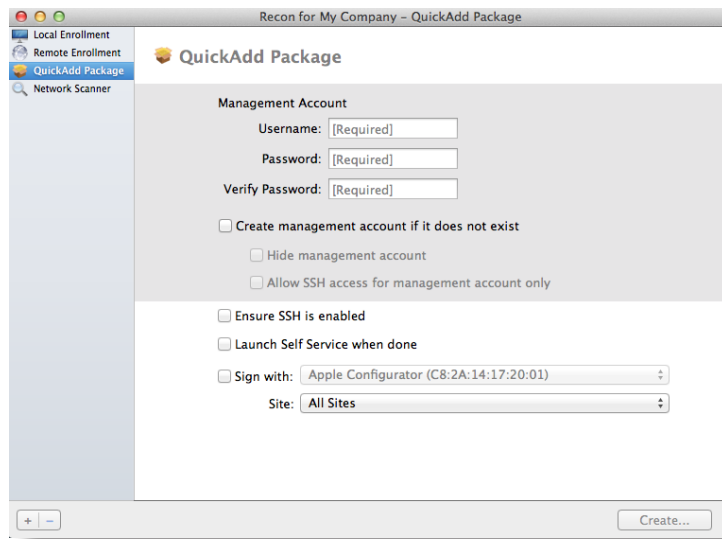 Recon for My Company – QuickAdd Package
Local Enrollment
Remote Enrollment
QuickAdd Package
Network Scanner
QuickAdd Package
Management Account
Username: [Required]
Password: [Required]
Verify Password: [Required]
Create management account if it does not exist
Hide management account
Allow SSH access for management account only
Ensure SSH is enabled
Launch Self Service when done
Sign with: Apple Configurator (C8:2A:14:17:20:01)
Site: All Sites
+ −
Create...